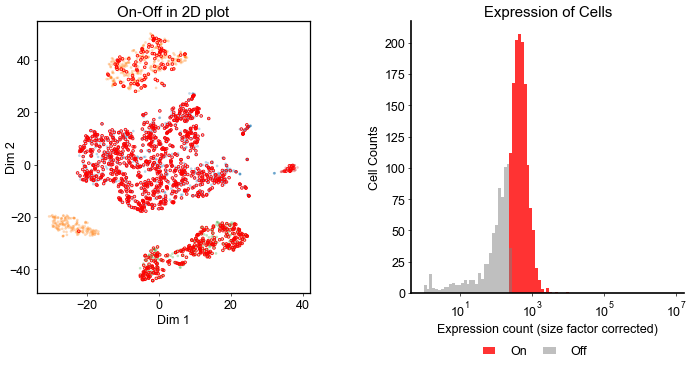 On-Off in 2D plot
Expression of Cells
Dim 2
40
20
0
−20
−40
−20
0
20
40
Dim 1
Cell Counts
200
175
150
125
100
75
50
25
0
10^1
10^3
10^5
10^7
Expression count (size factor corrected)
On
Off